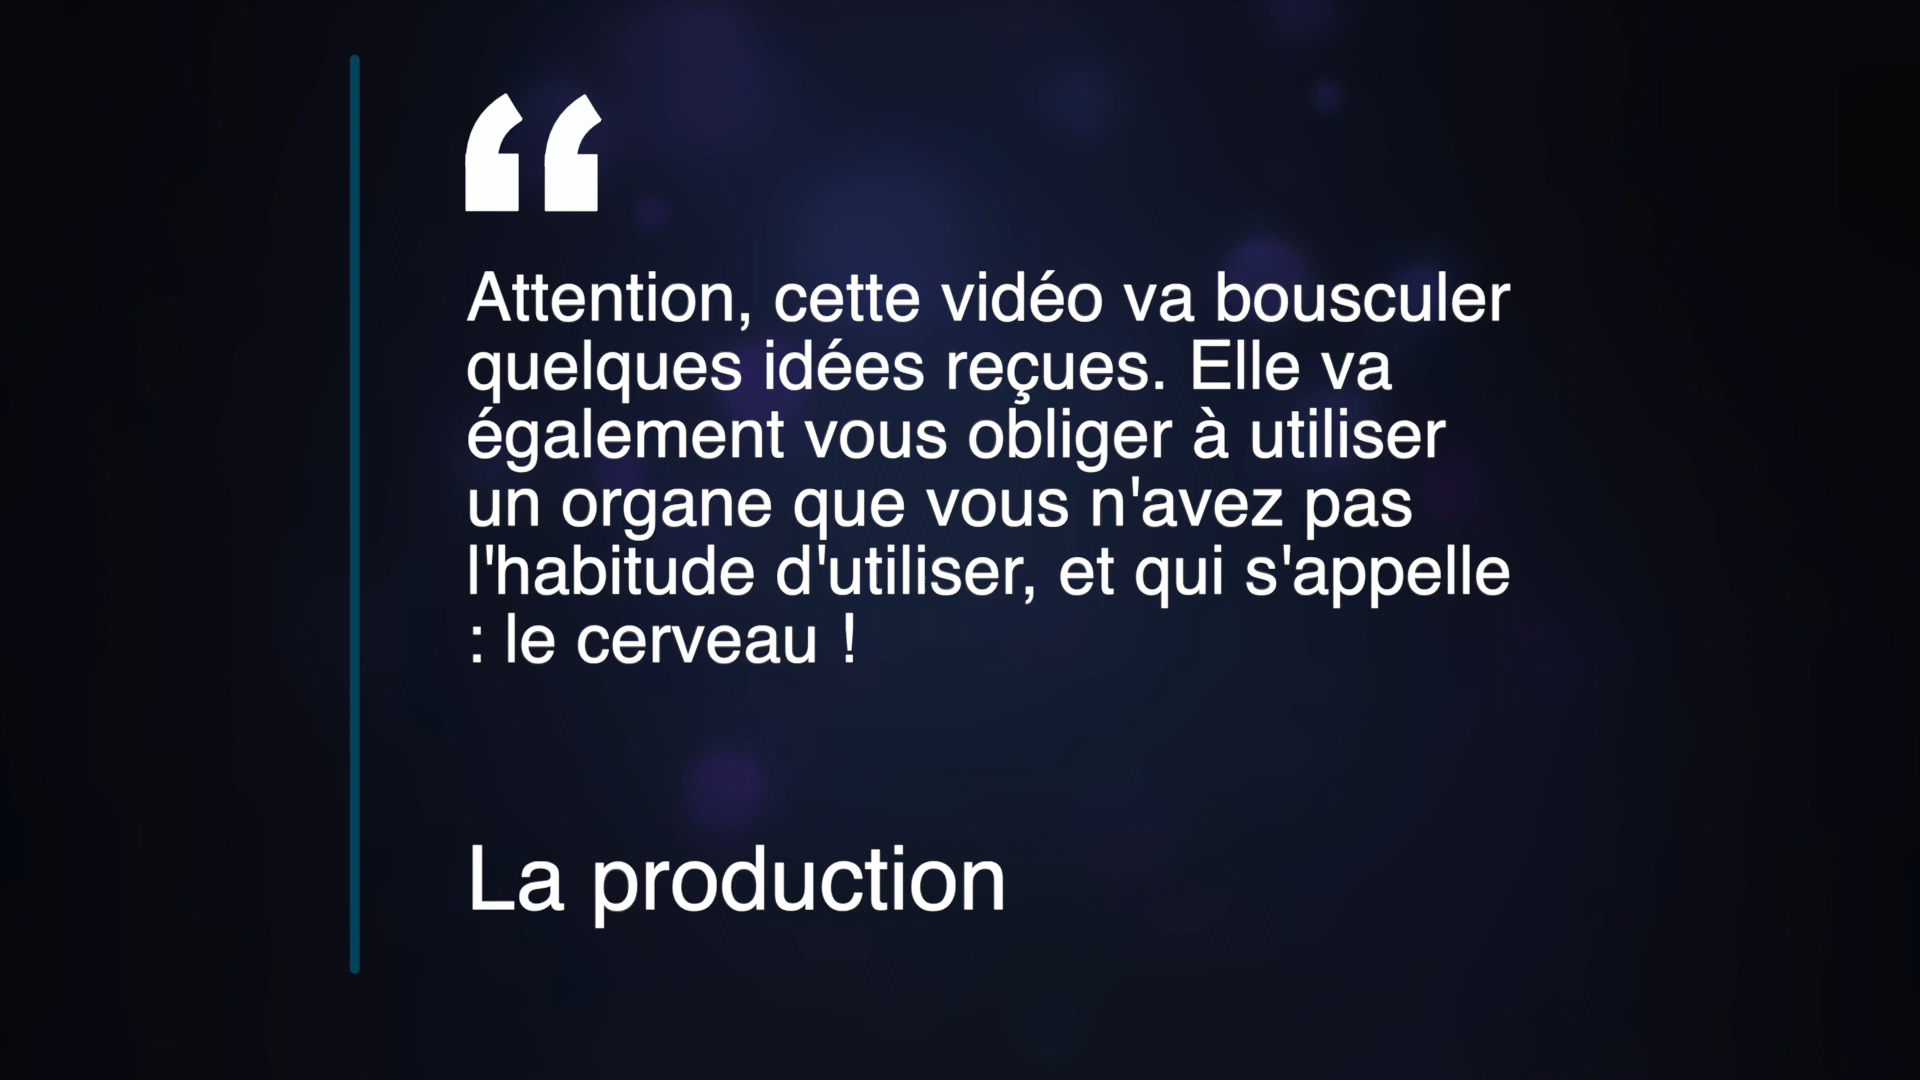 “
Attention, cette vidéo va bousculer
quelques idées reçues. Elle va
également vous obliger à utiliser
un organe que vous n'avez pas
l'habitude d'utiliser, et qui s'appelle
: le cerveau !
La production